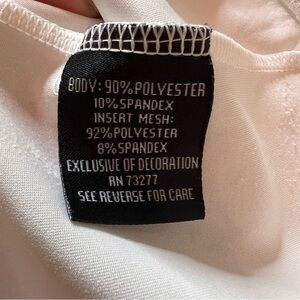 BODY: 90% POLYESTER
10% SPANDEX
INSERT MESH:
92% POLYESTER
8% SPANDEX
EXCLUSIVE OF DECORATION
RN 73277
SEE REVERSE FOR CARE